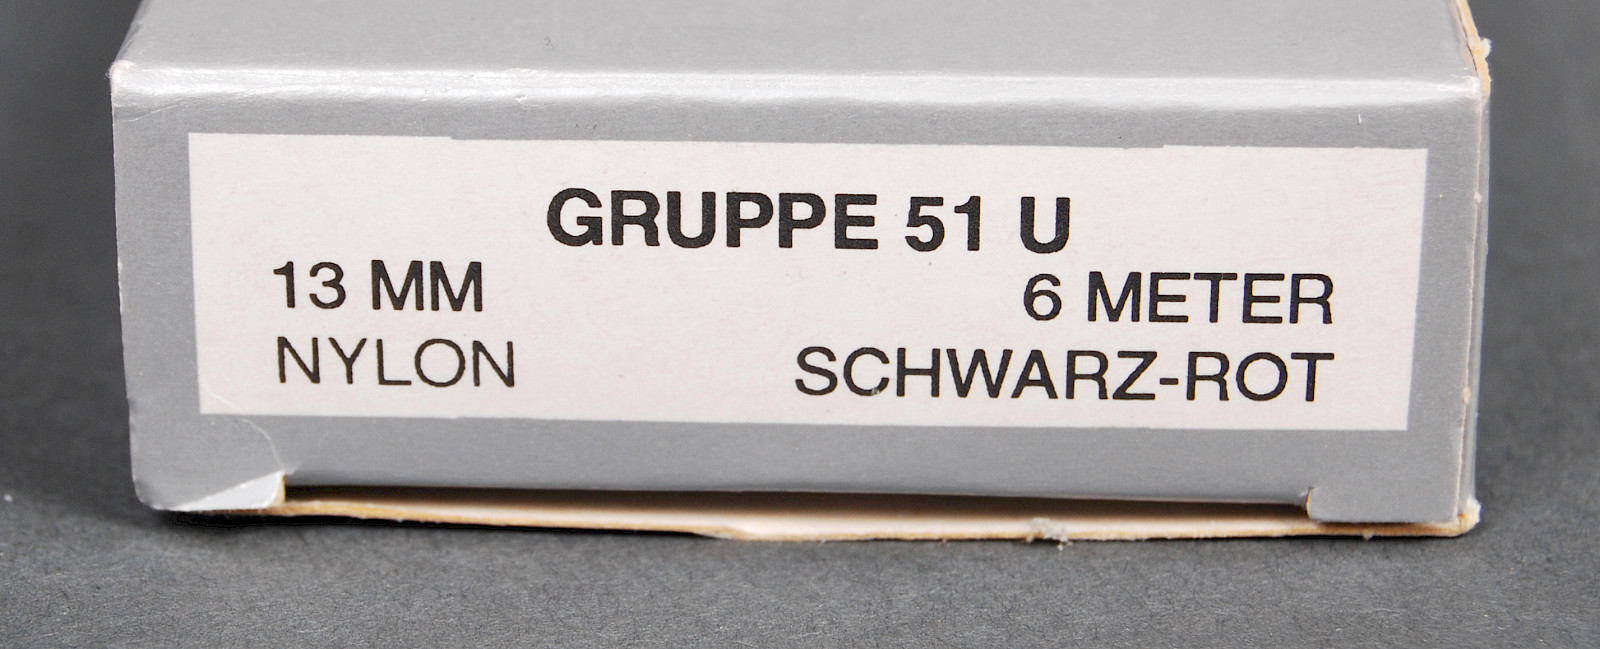 GRUPPE 51 U
13 MM 6 METER
NYLON SCHWARZ-ROT